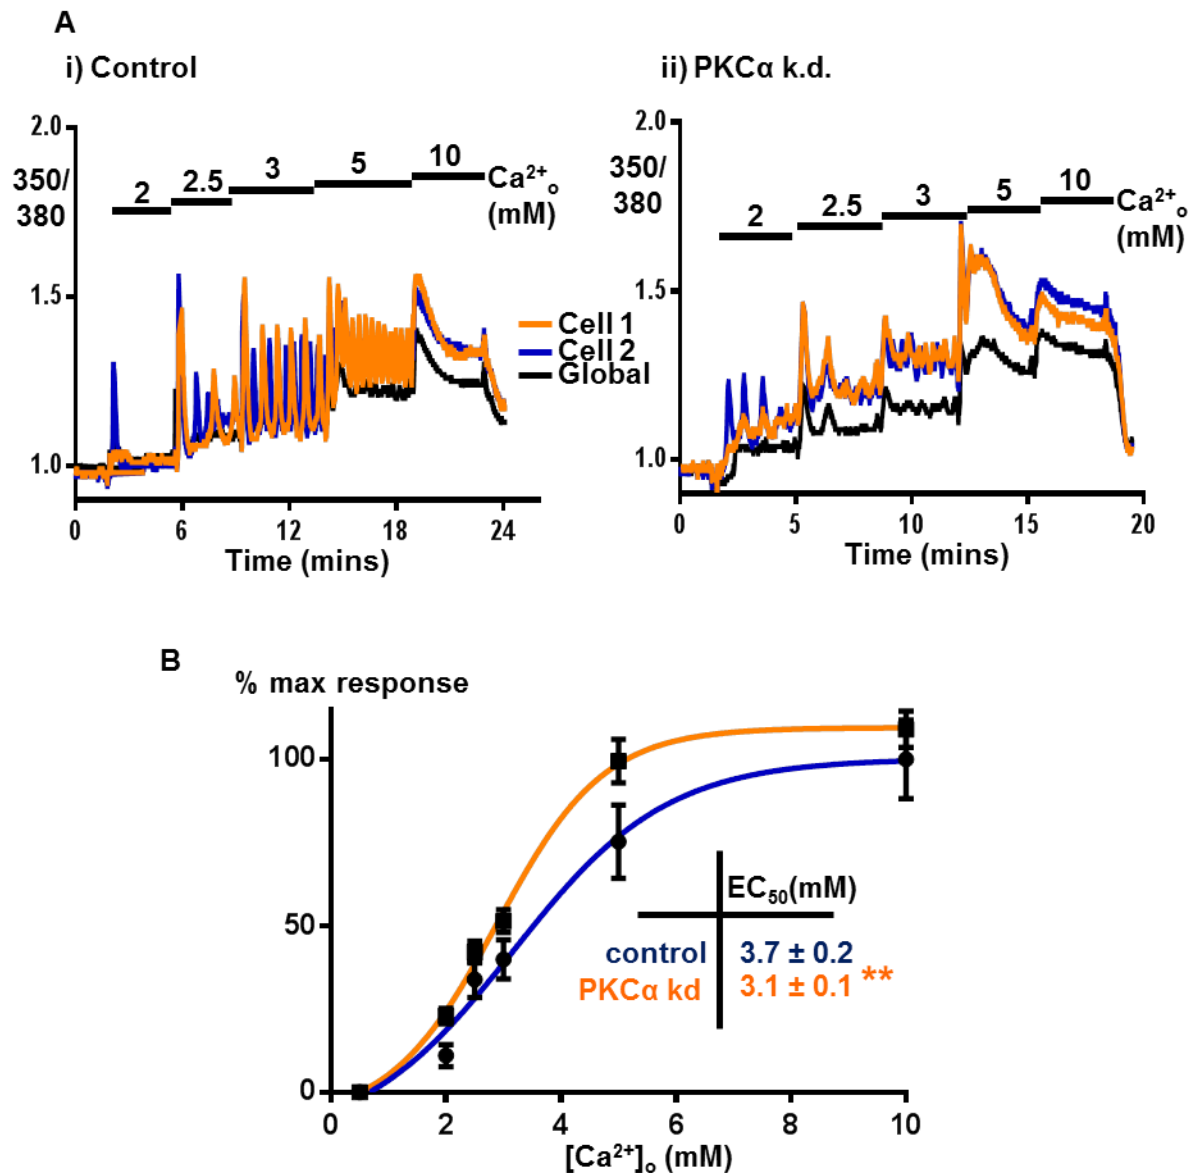 A
i) Control
ii) PKCα k.d.
2.0
350/
380
1.5
1.0
2
2.5
3
5
10
Ca²⁺ₒ
(mM)
Cell 1
Cell 2
Global
0
6
12
18
24
Time (mins)
2.0
350/
380
1.5
1.0
2
2.5
3
5
10
Ca²⁺ₒ
(mM)
0
5
10
15
20
Time (mins)
B
% max response
100
50
0
EC₅₀(mM)
control 3.7 ± 0.2
PKCα kd 3.1 ± 0.1 **
0
2
4
6
8
10
[Ca²⁺]ₒ (mM)